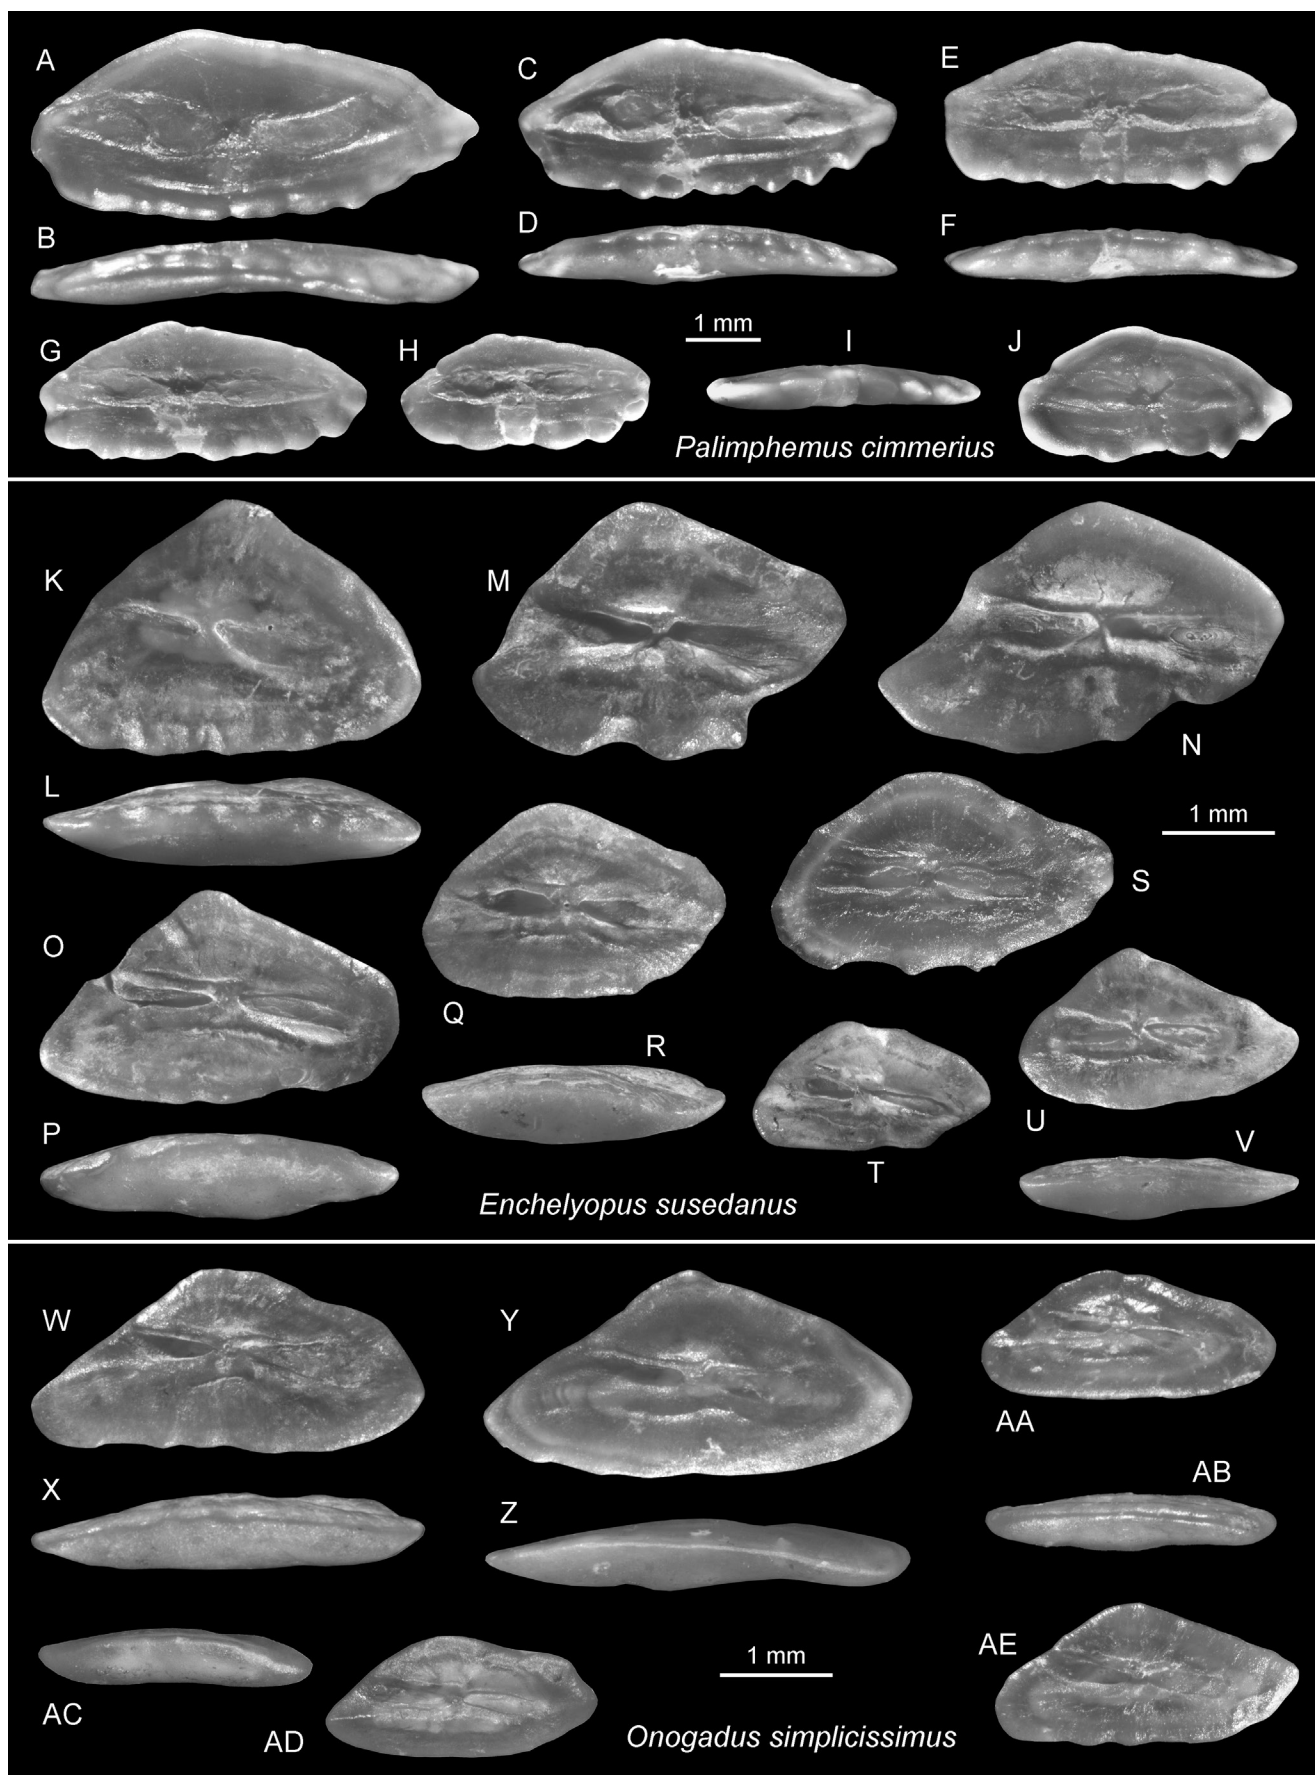 A
C
E
B
D
F
G
H
1 mm
I
J
Palimphemus cimmerius
K
M
N
L
1 mm
S
O
Q
R
U
V
P
T
Enchelyopus susedanus
W
Y
AA
X
Z
AB
AC
AD
1 mm
AE
Onogadus simplicissimus